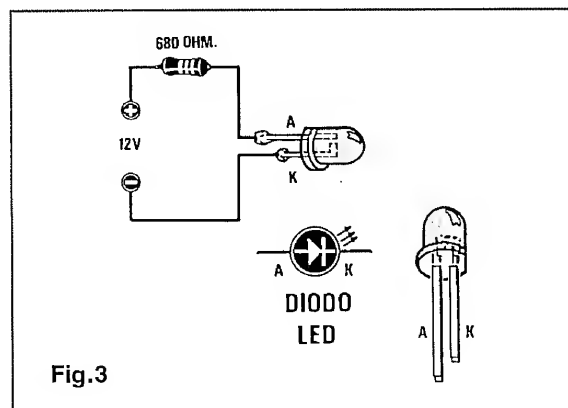 680 OHM.
A
12V
K
A K
DIODO
LED
A K
Fig.3